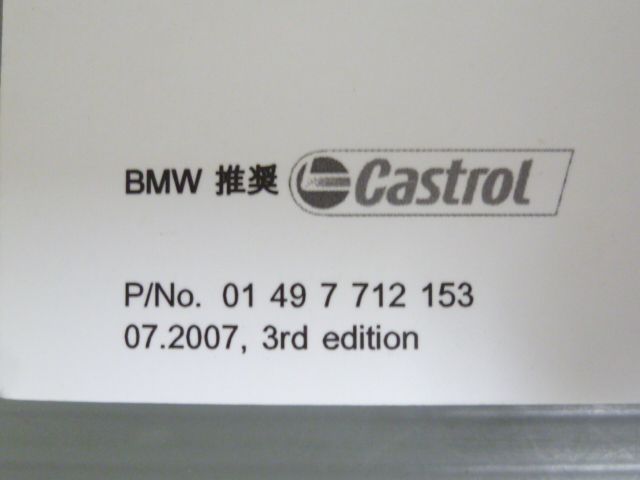 BMW 推奨 Castrol
P/No. 01 49 7 712 153
07.2007, 3rd edition